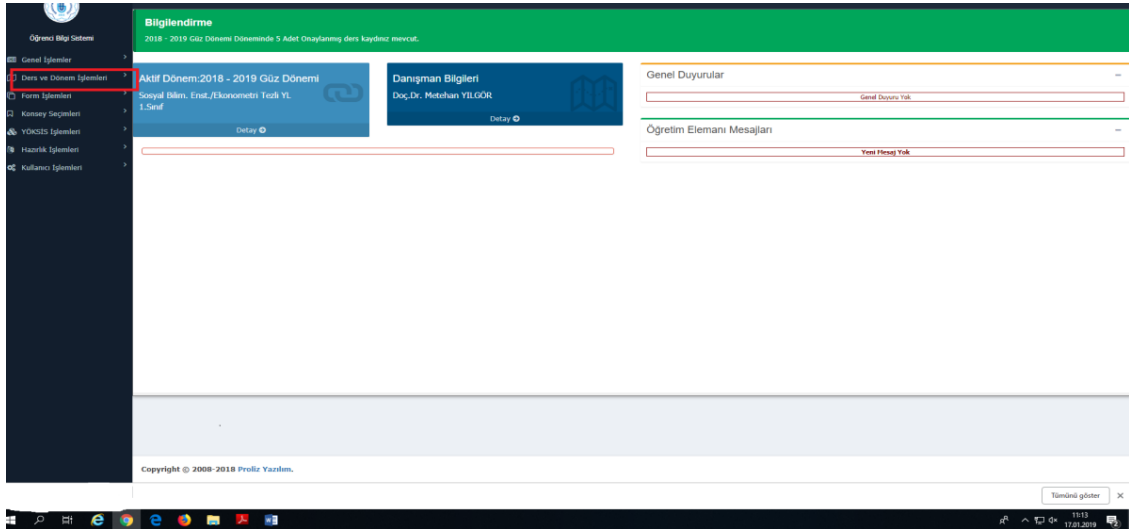 Öğrenci Bilgi Sistemi
Genel İşlemler
Ders ve Dönem İşlemleri
Form İşlemleri
Konsey Seçimleri
YÖKSİS İşlemleri
Hazırlık İşlemleri
Kullanıcı İşlemleri
Bilgilendirme
2018 - 2019 Güz Dönemi Döneminde 5 Adet Onaylanmış ders kaydınız mevcut.
Aktif Dönem:2018 - 2019 Güz Dönemi
Sosyal Bilim. Enst./Ekonometri Tezli YL
1.Sınıf
Detay
Danışman Bilgileri
Doç.Dr. Metehan YILGÖR
Detay
Genel Duyurular
Genel Duyuru Yok
Öğretim Elemanı Mesajları
Yeni Mesaj Yok
Copyright © 2008-2018 Proliz Yazılım.
Tümünü göster
11:13
17.01.2019